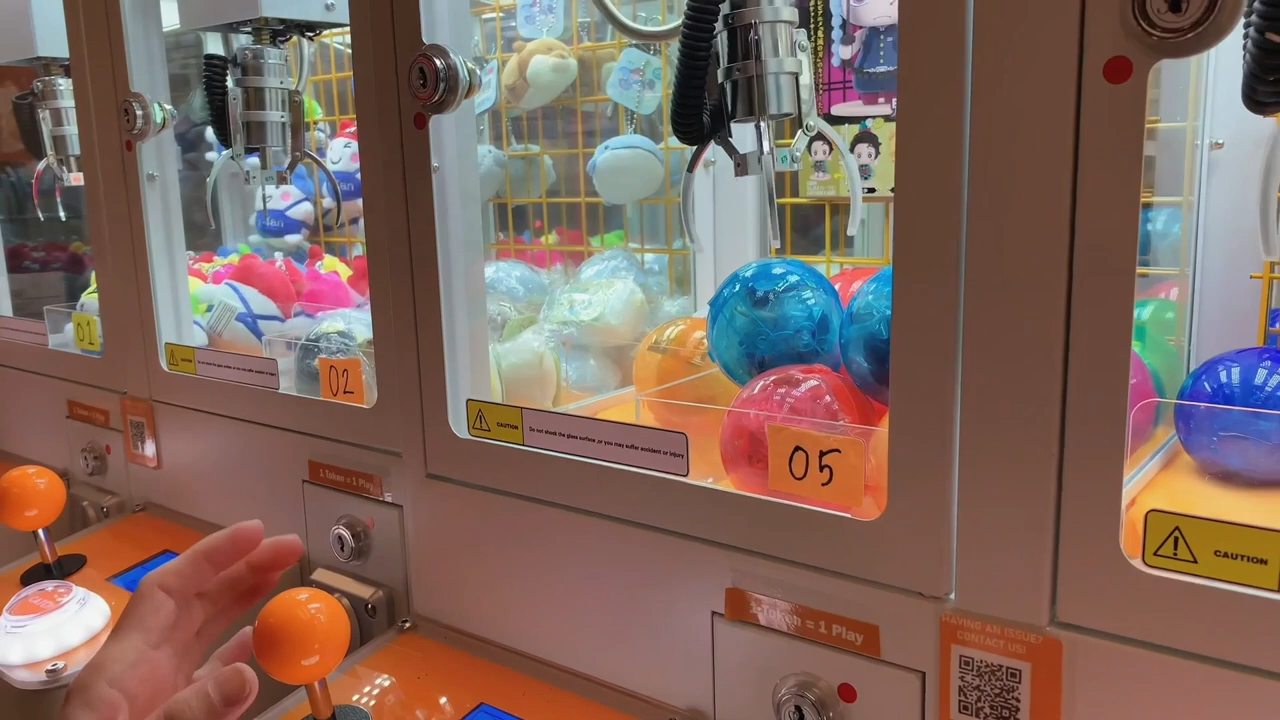 01
02
CAUTION
Do not shook the glass surface ,or you may suffer accident or injury
05
CAUTION
1 Token = 1 Play
1 Token = 1 Play
HAVING AN ISSUE?
CONTACT US!